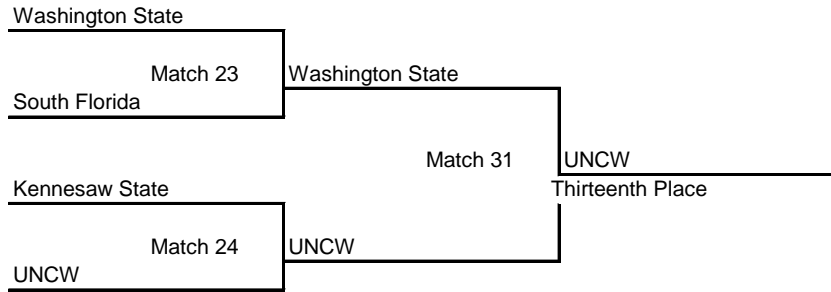 Washington State
Match 23
Washington State
South Florida
Match 31
UNCW
Kennesaw State
Thirteenth Place
Match 24
UNCW
UNCW